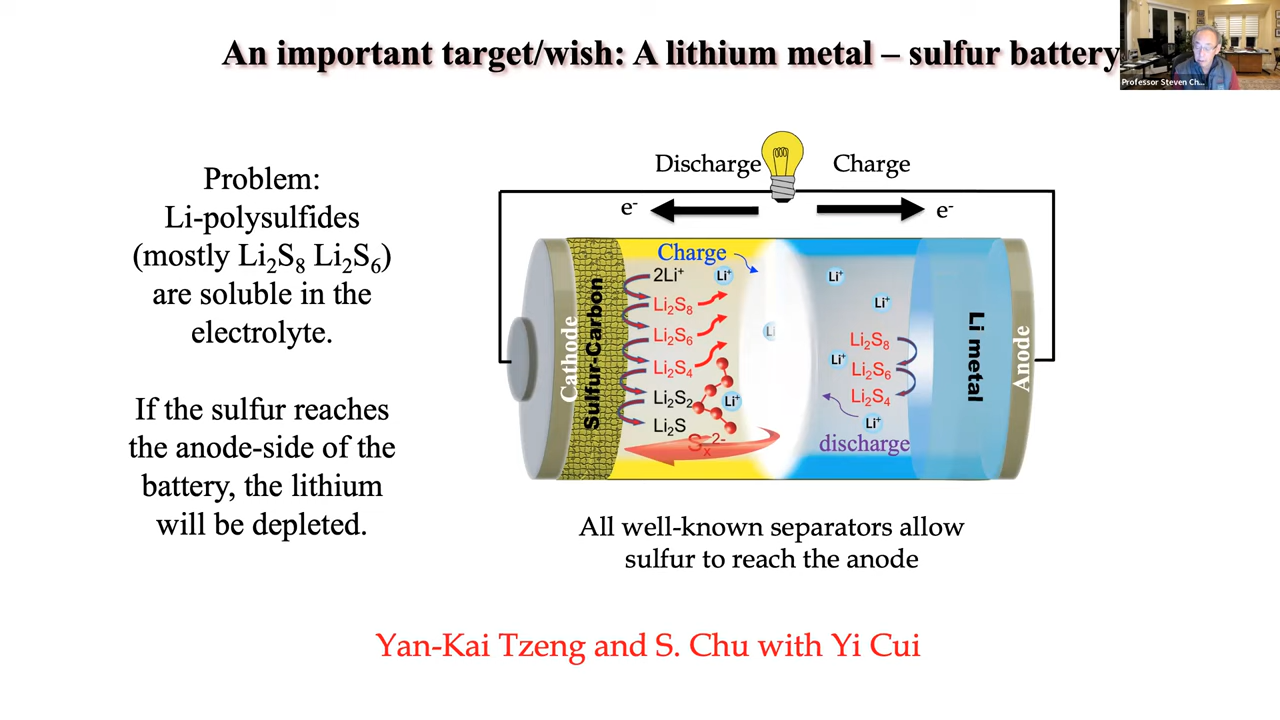 An important target/wish: A lithium metal – sulfur battery
Professor Steven Ch...
Problem:
Li-polysulfides
(mostly Li₂S₈ Li₂S₆)
are soluble in the
electrolyte.
If the sulfur reaches
the anode-side of the
battery, the lithium
will be depleted.
Discharge
Charge
e⁻
e⁻
Cathode
Sulfur-Carbon
Charge
2Li⁺
Li₂S₈
Li₂S₆
Li₂S₄
Li₂S₂
Li₂S
Li⁺
Li⁺
Sₓ²⁻
Li
Li⁺
Li⁺
Li⁺
Li₂S₈
Li₂S₆
Li₂S₄
Li⁺
discharge
Li metal
Anode
All well-known separators allow
sulfur to reach the anode
Yan-Kai Tzeng and S. Chu with Yi Cui